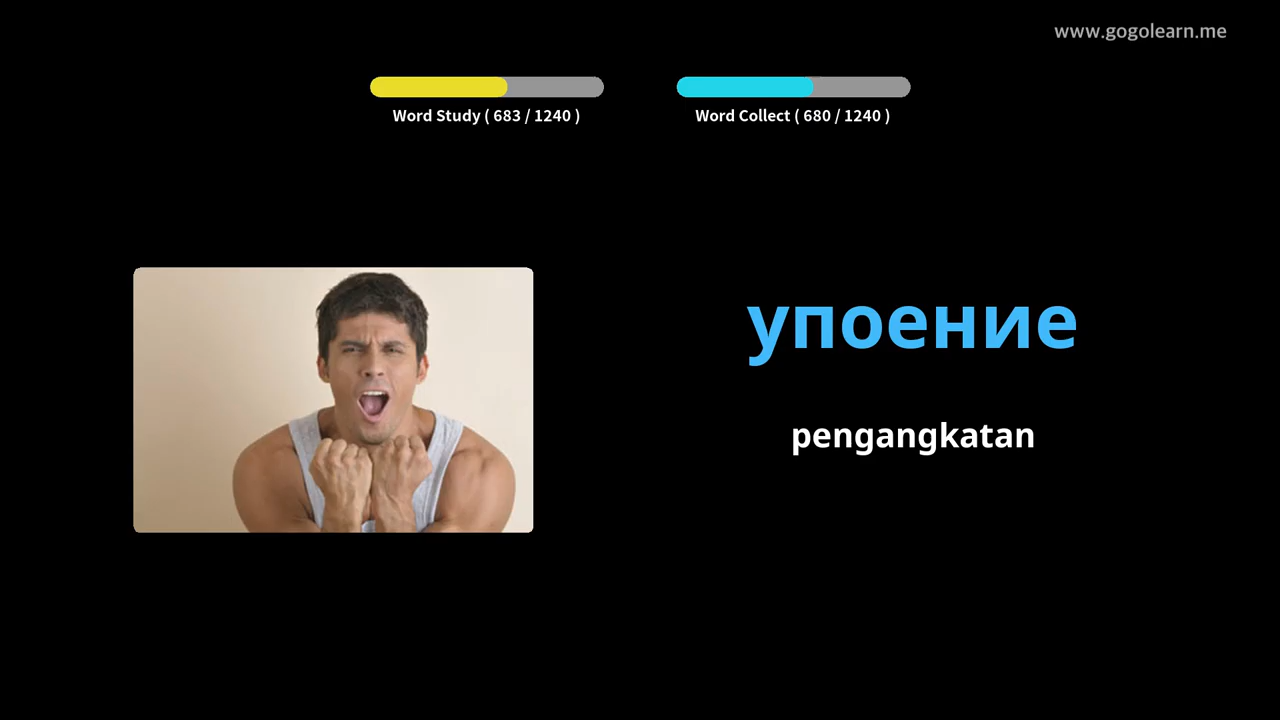 www.gogolearn.me
Word Study ( 683 / 1240 )
Word Collect ( 680 / 1240 )
упоение
pengangkatan